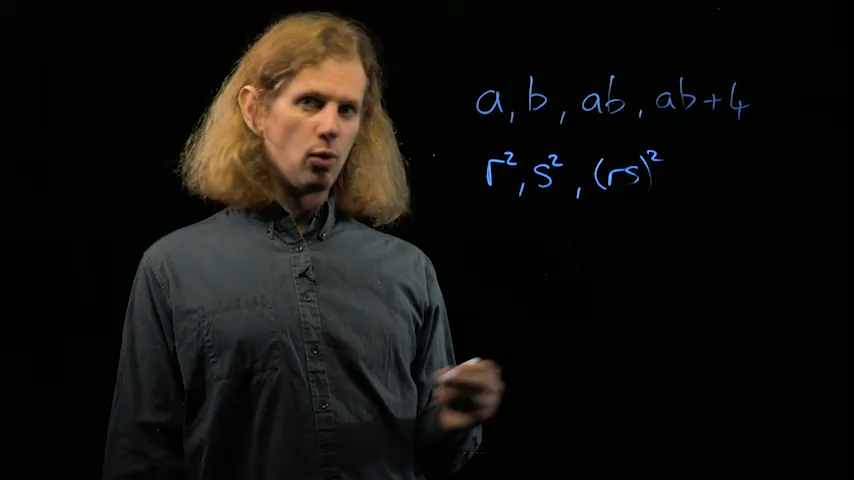 a, b, ab, ab+4
r², s², (rs)²